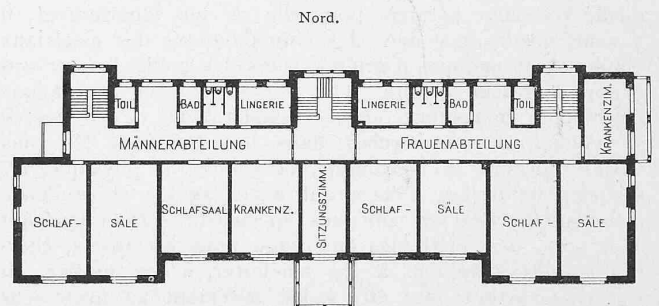 Nord.
TOIL.
BAD
LINGERIE
LINGERIE
BAD
TOIL.
KRANKENZIM.
MÄNNERABTEILUNG
FRAUENABTEILUNG
SCHLAF-
SÄLE
SCHLAFSAAL
KRANKENZ.
SITZUNGSZIMM.
SCHLAF-
SÄLE
SCHLAF-
SÄLE